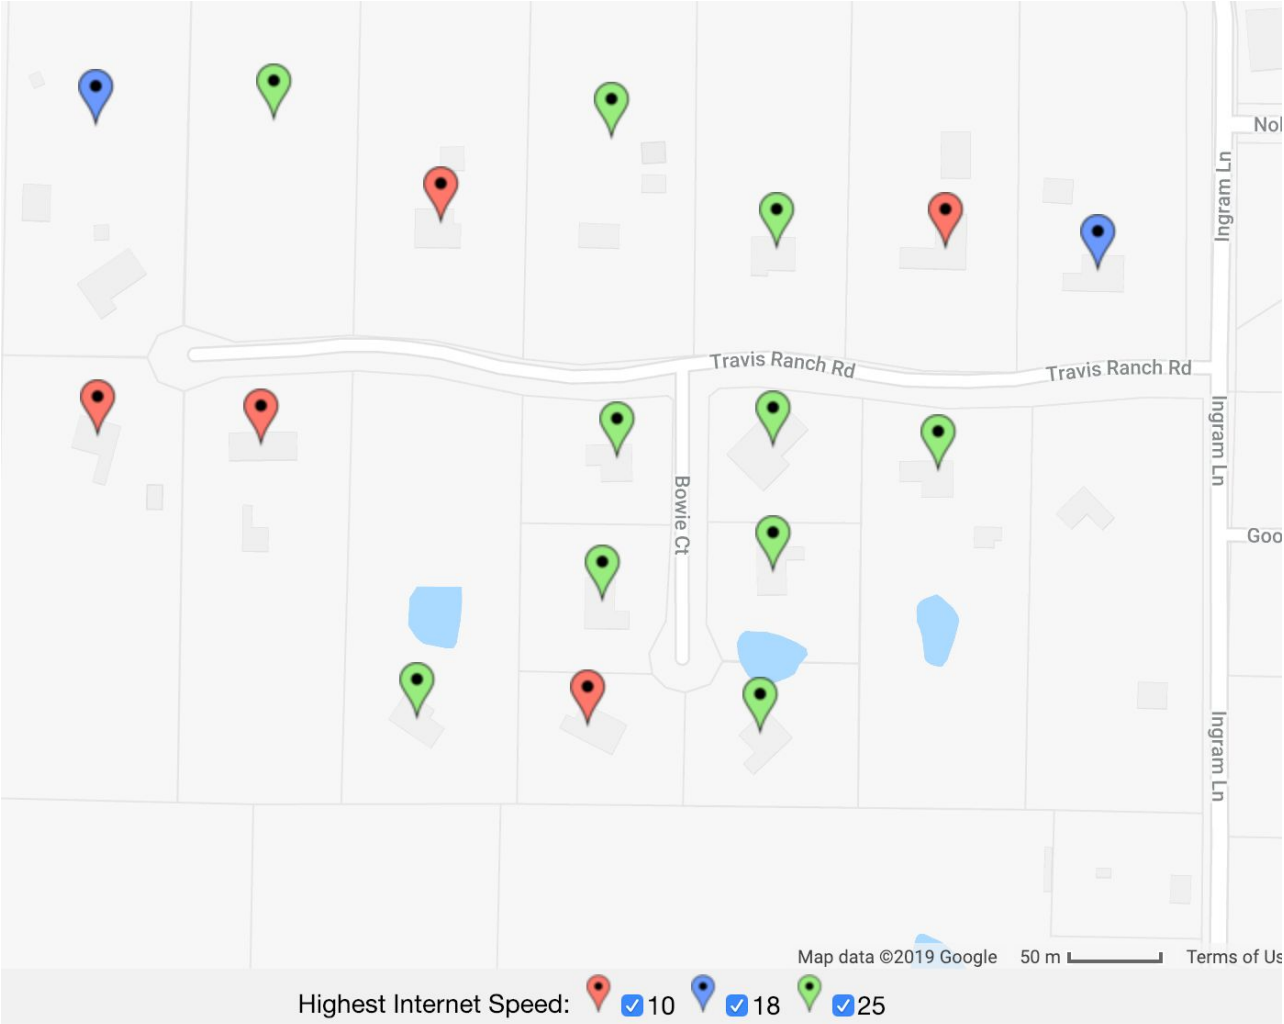 Nol
Ingram Ln
Travis Ranch Rd
Travis Ranch Rd
Ingram Ln
Bowie Ct
Goo
Ingram Ln
Map data ©2019 Google 50 m Terms of Us
Highest Internet Speed: 10 18 25